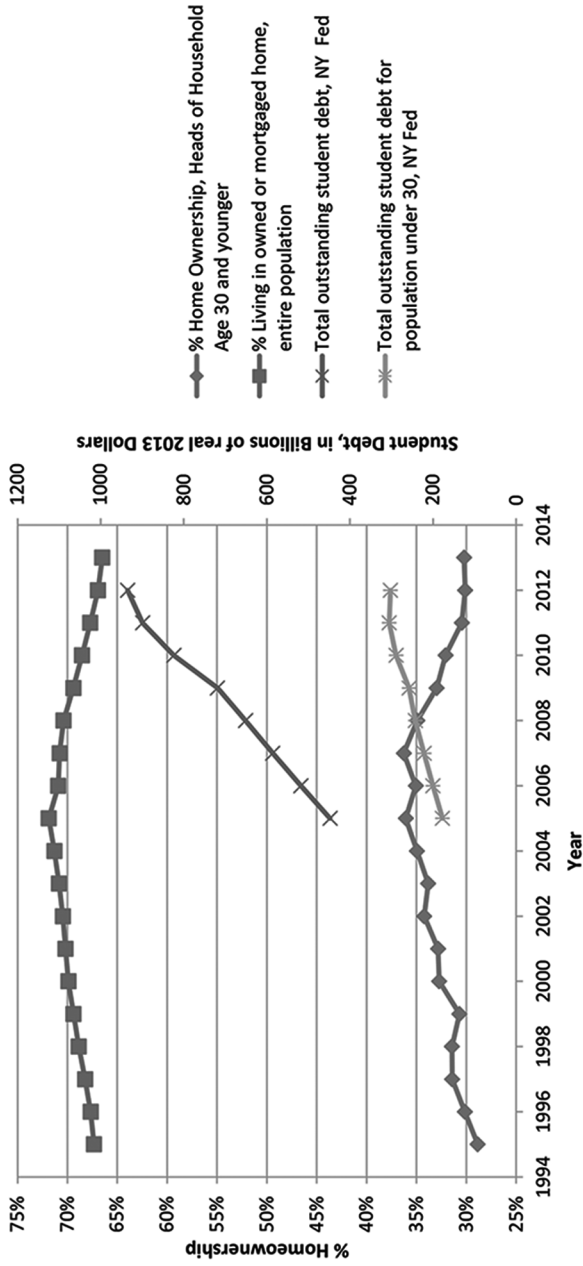 75%
70%
65%
60%
55%
50%
45%
40%
35%
30%
25%
% Homeownership
1994
1996
1998
2000
2002
2004
2006
2008
2010
2012
2014
Year
1200
1000
800
600
400
200
0
Student Debt, in Billions of real 2013 Dollars
% Home Ownership, Heads of Household
Age 30 and younger
% Living in owned or mortgaged home,
entire population
Total outstanding student debt, NY Fed
Total outstanding student debt for
population under 30, NY Fed